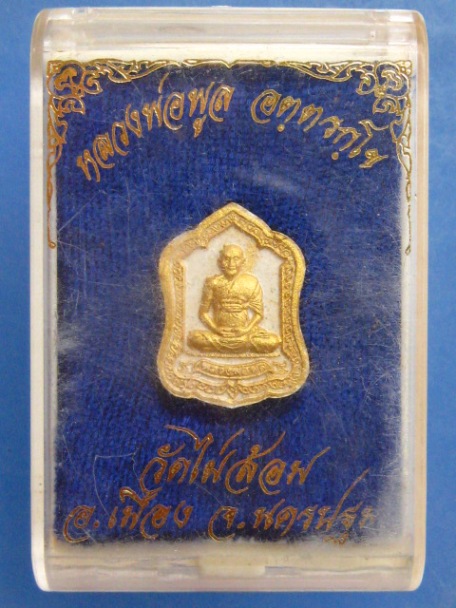 หลวงพ่อพูล อตฺตรกฺโข
วัดไผ่ล้อม
อ.เมือง จ.นครปฐม